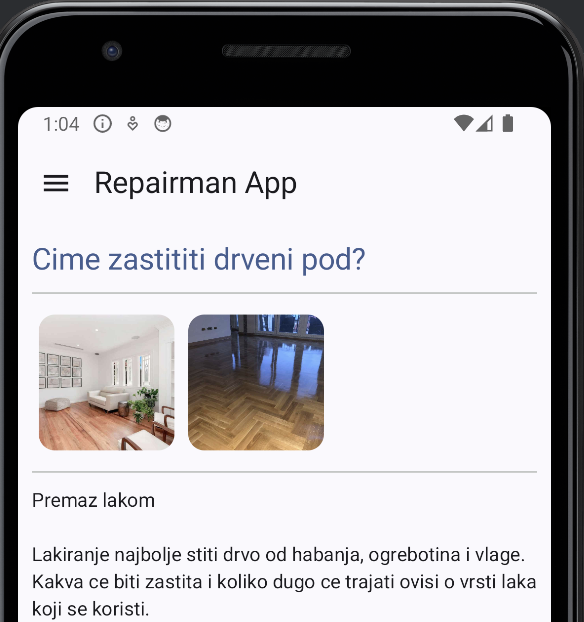 1:04
Repairman App
Cime zastititi drveni pod?
Premaz lakom
Lakiranje najbolje stiti drvo od habanja, ogrebotina i vlage.
Kakva ce biti zastita i koliko dugo ce trajati ovisi o vrsti laka
koji se koristi.